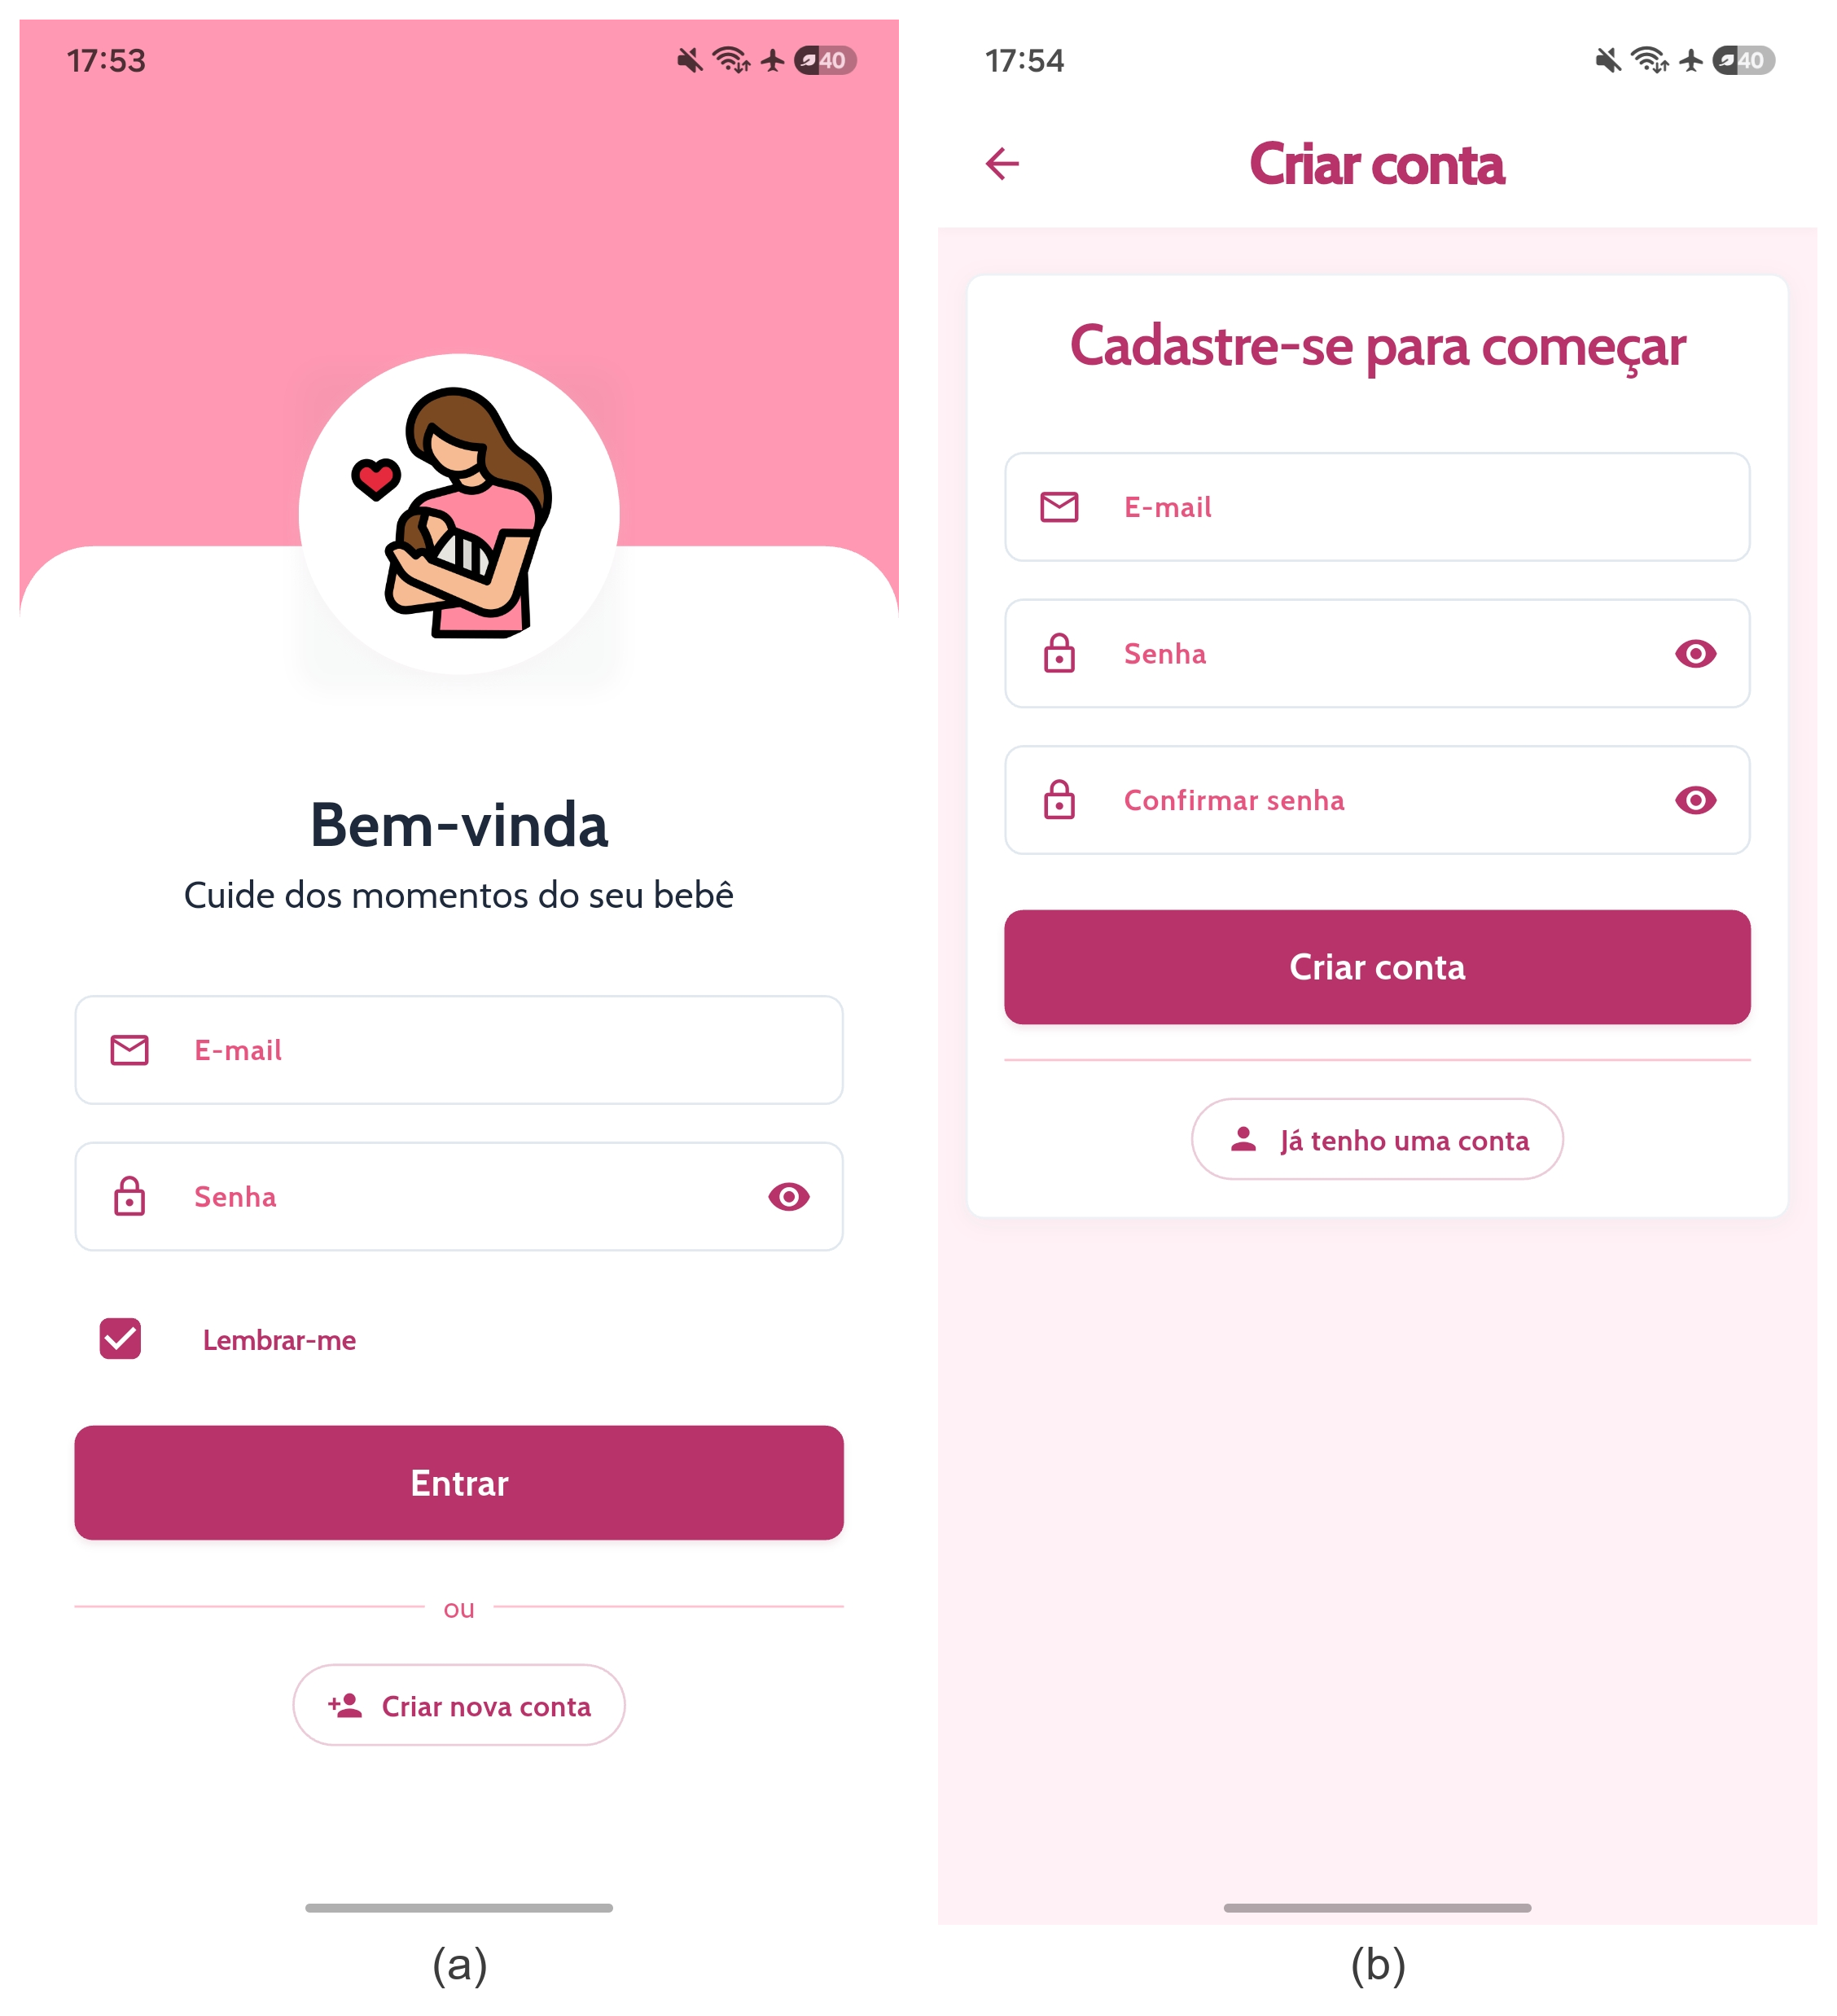 17:53
40
Bem-vinda
Cuide dos momentos do seu bebê
E-mail
Senha
Lembrar-me
Entrar
ou
Criar nova conta
(a)
17:54
40
Criar conta
Cadastre-se para começar
E-mail
Senha
Confirmar senha
Criar conta
Já tenho uma conta
(b)